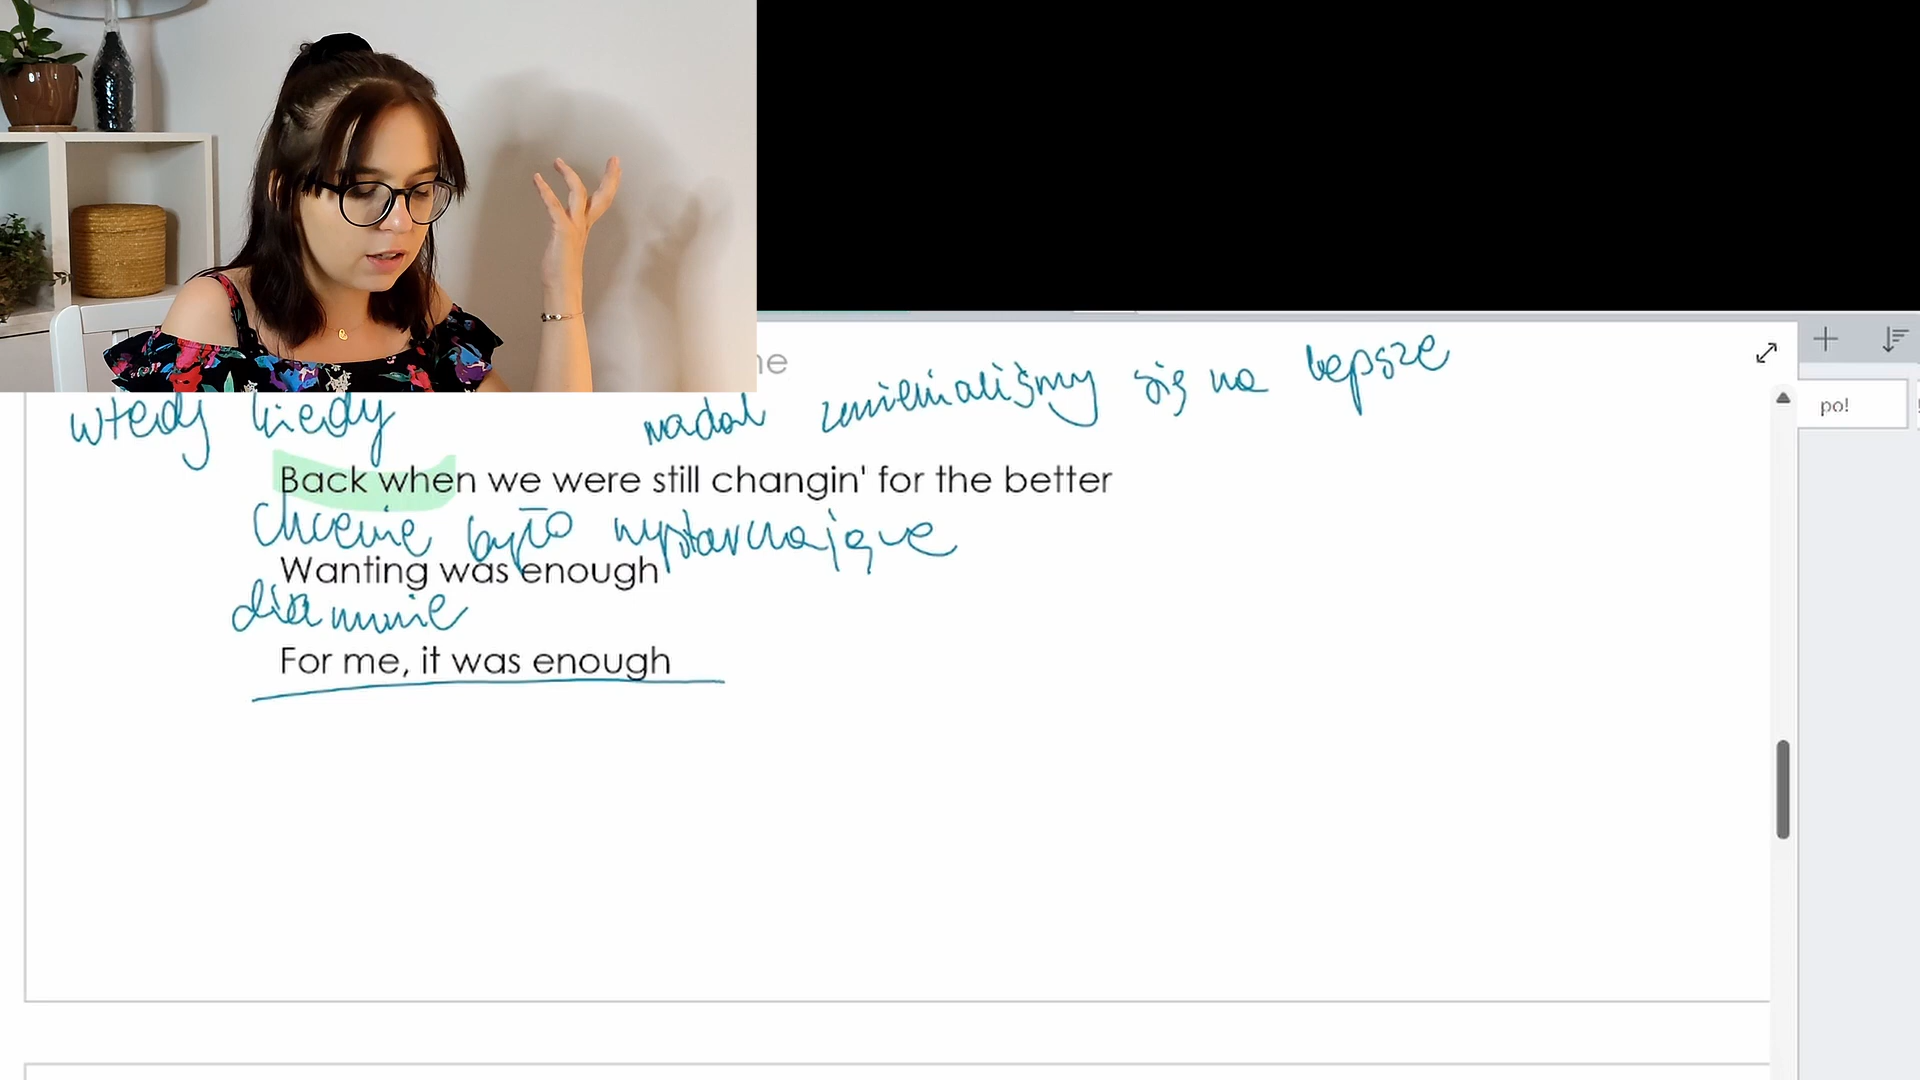 ne
wtedy kiedy nadal zmienialiśmy się na lepsze
po!
Back when we were still changin' for the better
chcenie było wystarczające
Wanting was enough
dla mnie
For me, it was enough